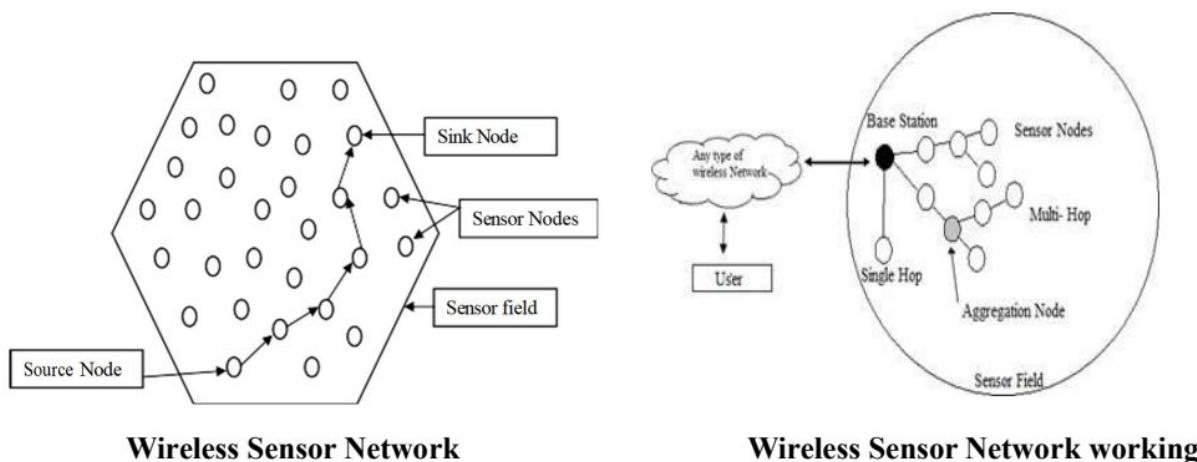 Sink Node
Sensor Nodes
Sensor field
Source Node
Wireless Sensor Network
Any type of
wireless Network
User
Base Station
Sensor Nodes
Multi- Hop
Single Hop
Aggregation Node
Sensor Field
Wireless Sensor Network working